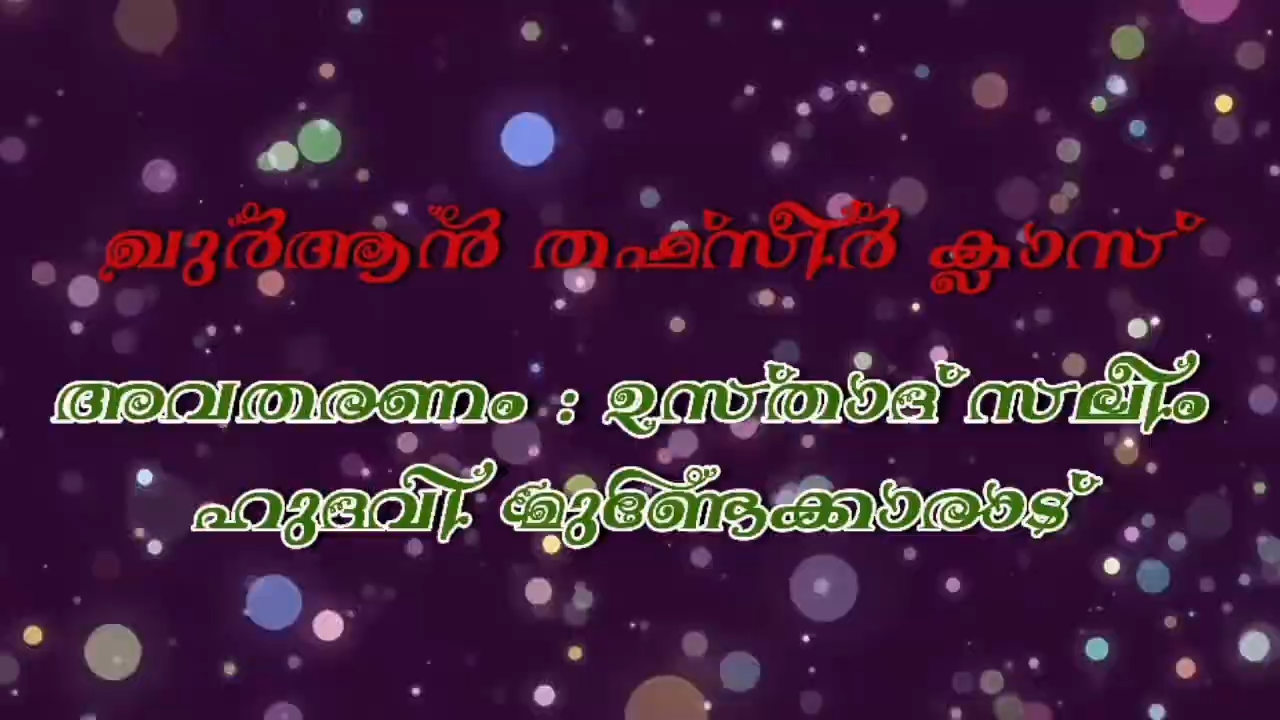 ഖുർആൻ തഫ്സീർ ക്ലാസ്
അവതരണം : ഉസ്താദ് സലീം
ഹുദവി മുണ്ടേക്കാരാട്